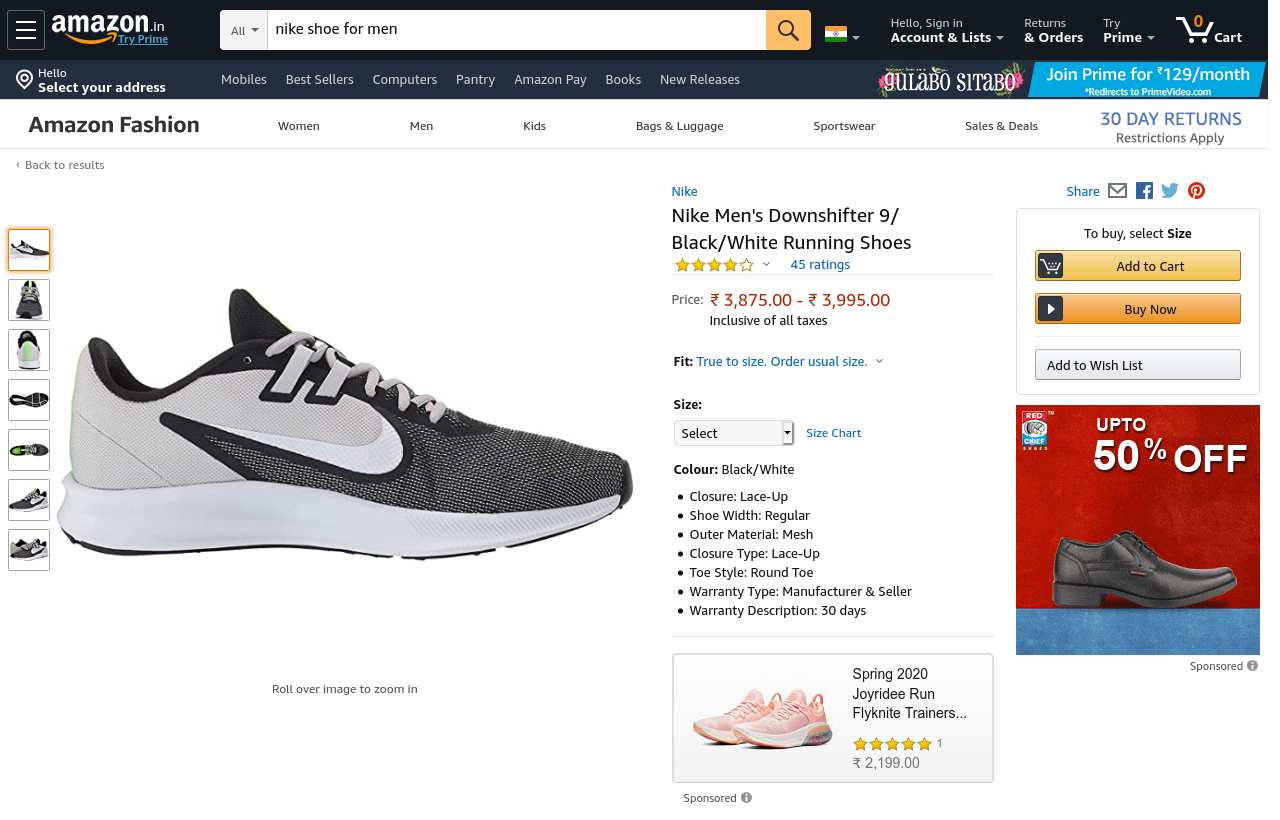 amazon.in
Try Prime
All
nike shoe for men
Hello, Sign in
Account & Lists
Returns
& Orders
Try
Prime
0
Cart
Hello
Select your address
Mobiles
Best Sellers
Computers
Pantry
Amazon Pay
Books
New Releases
GULABO SITABO
Join Prime for ₹129/month
*Redirects to PrimeVideo.com
Amazon Fashion
Women
Men
Kids
Bags & Luggage
Sportswear
Sales & Deals
30 DAY RETURNS
Restrictions Apply
‹ Back to results
Nike
Nike Men's Downshifter 9/
Black/White Running Shoes
45 ratings
Price: ₹ 3,875.00 - ₹ 3,995.00
Inclusive of all taxes
Fit: True to size. Order usual size.
Size:
Select
Size Chart
Colour: Black/White
• Closure: Lace-Up
• Shoe Width: Regular
• Outer Material: Mesh
• Closure Type: Lace-Up
• Toe Style: Round Toe
• Warranty Type: Manufacturer & Seller
• Warranty Description: 30 days
Roll over image to zoom in
Spring 2020
Joyridee Run
Flyknite Trainers...
1
₹ 2,199.00
Sponsored
Share
To buy, select Size
Add to Cart
Buy Now
Add to Wish List
RED
CHIEF
SHOES
TM
UPTO
50% OFF
Sponsored